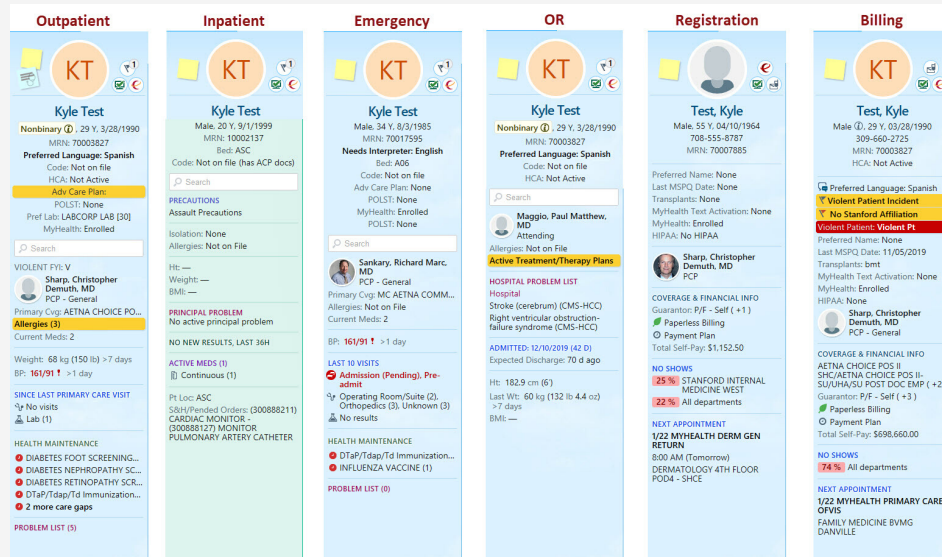 Outpatient
KT
1
Kyle Test
Nonbinary ⓘ , 29 Y, 3/28/1990
MRN: 70003827
Preferred Language: Spanish
Code: Not on file
HCA: Not Active
Adv Care Plan:
POLST: None
Pref Lab: LABCORP LAB [30]
MyHealth: Enrolled
Search
VIOLENT FYI: V
Sharp, Christopher
Demuth, MD
PCP - General
Primary Cvg: AETNA CHOICE PO...
Allergies (3)
Current Meds: 2
Weight: 68 kg (150 lb) >7 days
BP: 161/91 ! >1 day
SINCE LAST PRIMARY CARE VISIT
No visits
Lab (1)
HEALTH MAINTENANCE
DIABETES FOOT SCREENING...
DIABETES NEPHROPATHY SC...
DIABETES RETINOPATHY SCR...
DTaP/Tdap/Td Immunization...
2 more care gaps
PROBLEM LIST (5)
Inpatient
KT
1
Kyle Test
Male, 20 Y, 9/1/1999
MRN: 10002137
Bed: ASC
Code: Not on file (has ACP docs)
Search
PRECAUTIONS
Assault Precautions
Isolation: None
Allergies: Not on File
Ht: —
Weight: —
BMI: —
PRINCIPAL PROBLEM
No active principal problem
NO NEW RESULTS, LAST 36H
ACTIVE MEDS (1)
Continuous (1)
Pt Loc: ASC
S&H/Pended Orders: (300888211)
CARDIAC MONITOR -
(300888127) MONITOR
PULMONARY ARTERY CATHETER
Emergency
KT
1
Kyle Test
Male, 34 Y, 8/3/1985
MRN: 70017599
Needs Interpreter: English
Bed: A06
Code: Not on file
Adv Care Plan: None
POLST: None
MyHealth: Enrolled
POLST: None
Search
Sankary, Richard Marc,
MD
PCP - General
Primary Cvg: MC AETNA COMM...
Allergies: Not on File
Current Meds: 2
BP: 161/91 ! >1 day
LAST 10 VISITS
Admission (Pending), Pre-
admit
Operating Room/Suite (2),
Orthopedics (3), Unknown (3)
No results
HEALTH MAINTENANCE
DTaP/Tdap/Td Immunization...
INFLUENZA VACCINE (1)
PROBLEM LIST (0)
OR
KT
1
Kyle Test
Nonbinary ⓘ , 29 Y, 3/28/1990
MRN: 70003827
Preferred Language: Spanish
Code: Not on file
HCA: Not Active
Search
Maggio, Paul Matthew,
MD
Attending
Allergies: Not on File
Active Treatment/Therapy Plans
HOSPITAL PROBLEM LIST
Hospital
Stroke (cerebrum) (CMS-HCC)
Right ventricular obstruction-
failure syndrome (CMS-HCC)
ADMITTED: 12/10/2019 (42 D)
Expected Discharge: 70 d ago
Ht: 182.9 cm (6')
Last Wt: 60 kg (132 lb 4.4 oz)
>7 days
BMI: —
Registration
Test, Kyle
Male, 55 Y, 04/10/1964
708-555-8787
MRN: 70007885
Preferred Name: None
Last MSPQ Date: None
Transplants: None
MyHealth Text Activation: None
MyHealth: Enrolled
HIPAA: No HIPAA
Sharp, Christopher
Demuth, MD
PCP
COVERAGE & FINANCIAL INFO
Guarantor: P/F - Self ( +1 )
Paperless Billing
Payment Plan
Total Self-Pay: $1,152.50
NO SHOWS
25 % STANFORD INTERNAL
MEDICINE WEST
22 % All departments
NEXT APPOINTMENT
1/22 MYHEALTH DERM GEN
RETURN
8:00 AM (Tomorrow)
DERMATOLOGY 4TH FLOOR
POD4 - SHCE
Billing
KT
Test, Kyle
Male ⓘ, 29 Y, 03/28/1990
309-660-2725
MRN: 70003827
HCA: Not Active
Preferred Language: Spanish
Violent Patient Incident
No Stanford Affiliation
Violent Patient: Violent Pt
Preferred Name: None
Last MSPQ Date: 11/05/2019
Transplants: bmt
MyHealth Text Activation: None
MyHealth: Enrolled
HIPAA: None
Sharp, Christopher
Demuth, MD
PCP - General
COVERAGE & FINANCIAL INFO
AETNA CHOICE POS II
SHC/AETNA CHOICE POS II-
SU/UHA/SU POST DOC EMP ( +2
Guarantor: P/F - Self ( +3 )
Paperless Billing
Payment Plan
Total Self-Pay: $698,660.00
NO SHOWS
74 % All departments
NEXT APPOINTMENT
1/22 MYHEALTH PRIMARY CARE
OFVIS
FAMILY MEDICINE BVMG
DANVILLE